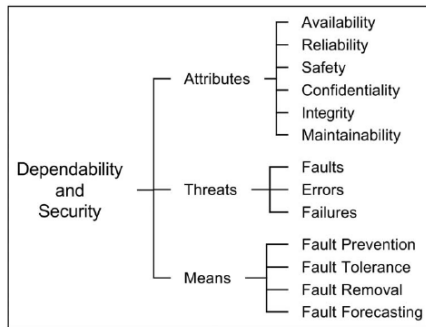 Dependability
and
Security
Attributes
Availability
Reliability
Safety
Confidentiality
Integrity
Maintainability
Threats
Faults
Errors
Failures
Means
Fault Prevention
Fault Tolerance
Fault Removal
Fault Forecasting